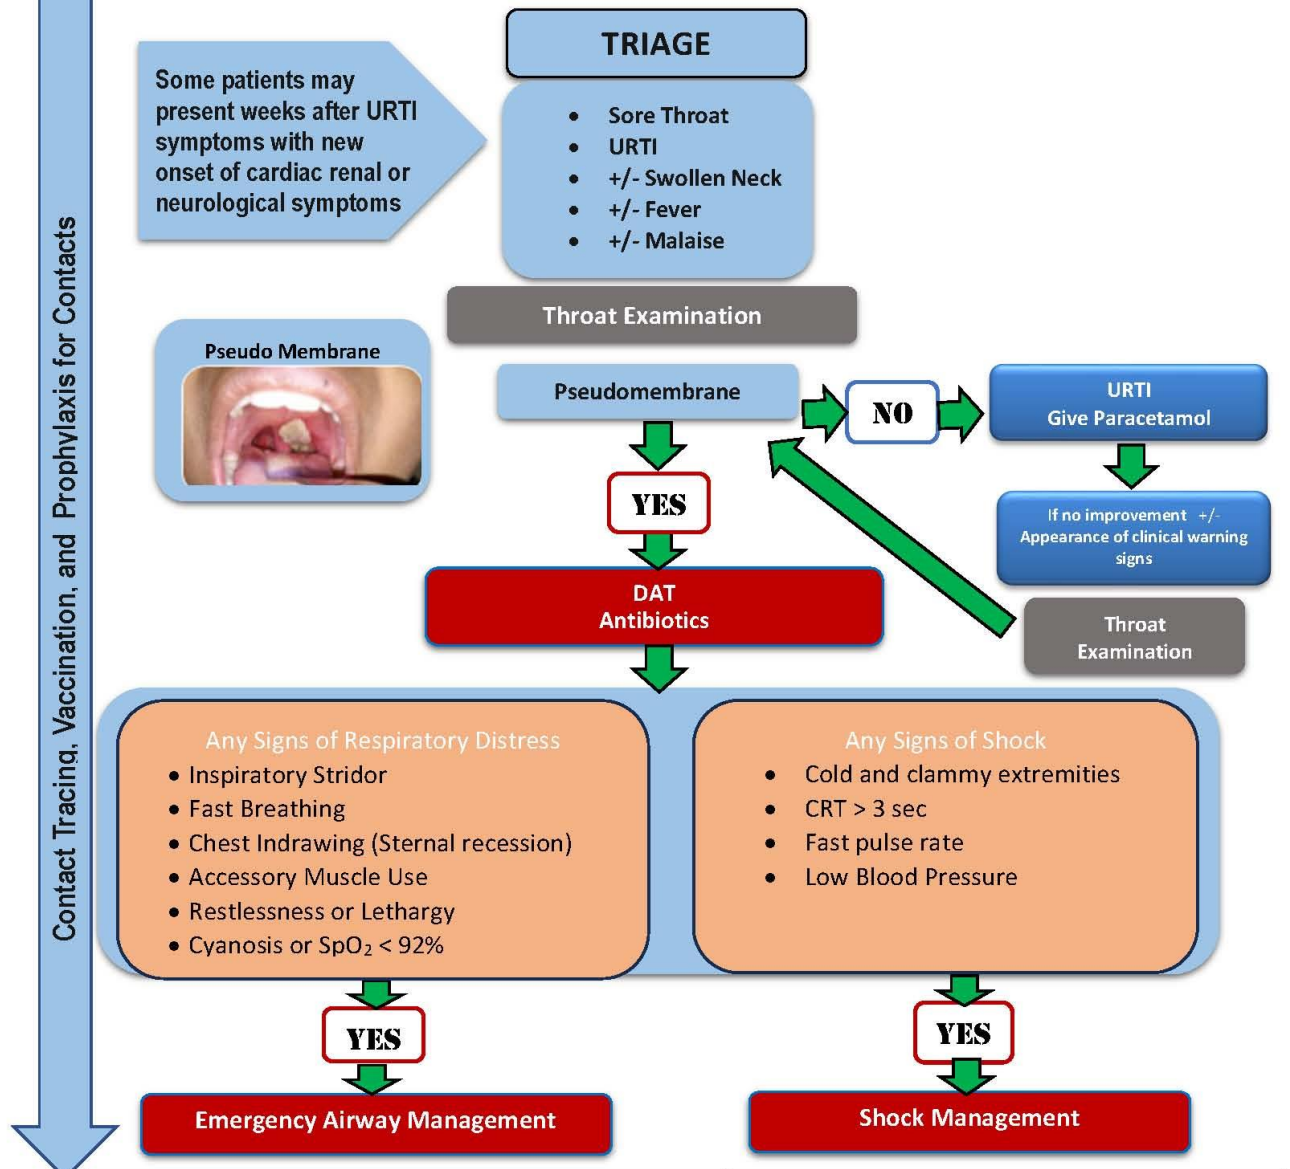 Contact Tracing, Vaccination, and Prophylaxis for Contacts
TRIAGE
Some patients may
present weeks after URTI
symptoms with new
onset of cardiac renal or
neurological symptoms
• Sore Throat
• URTI
• +/- Swollen Neck
• +/- Fever
• +/- Malaise
Throat Examination
Pseudo Membrane
Pseudomembrane
NO
URTI
Give Paracetamol
YES
If no improvement +/-
Appearance of clinical warning
signs
DAT
Antibiotics
Throat
Examination
Any Signs of Respiratory Distress
• Inspiratory Stridor
• Fast Breathing
• Chest Indrawing (Sternal recession)
• Accessory Muscle Use
• Restlessness or Lethargy
• Cyanosis or SpO₂ < 92%
Any Signs of Shock
• Cold and clammy extremities
• CRT > 3 sec
• Fast pulse rate
• Low Blood Pressure
YES
YES
Emergency Airway Management
Shock Management